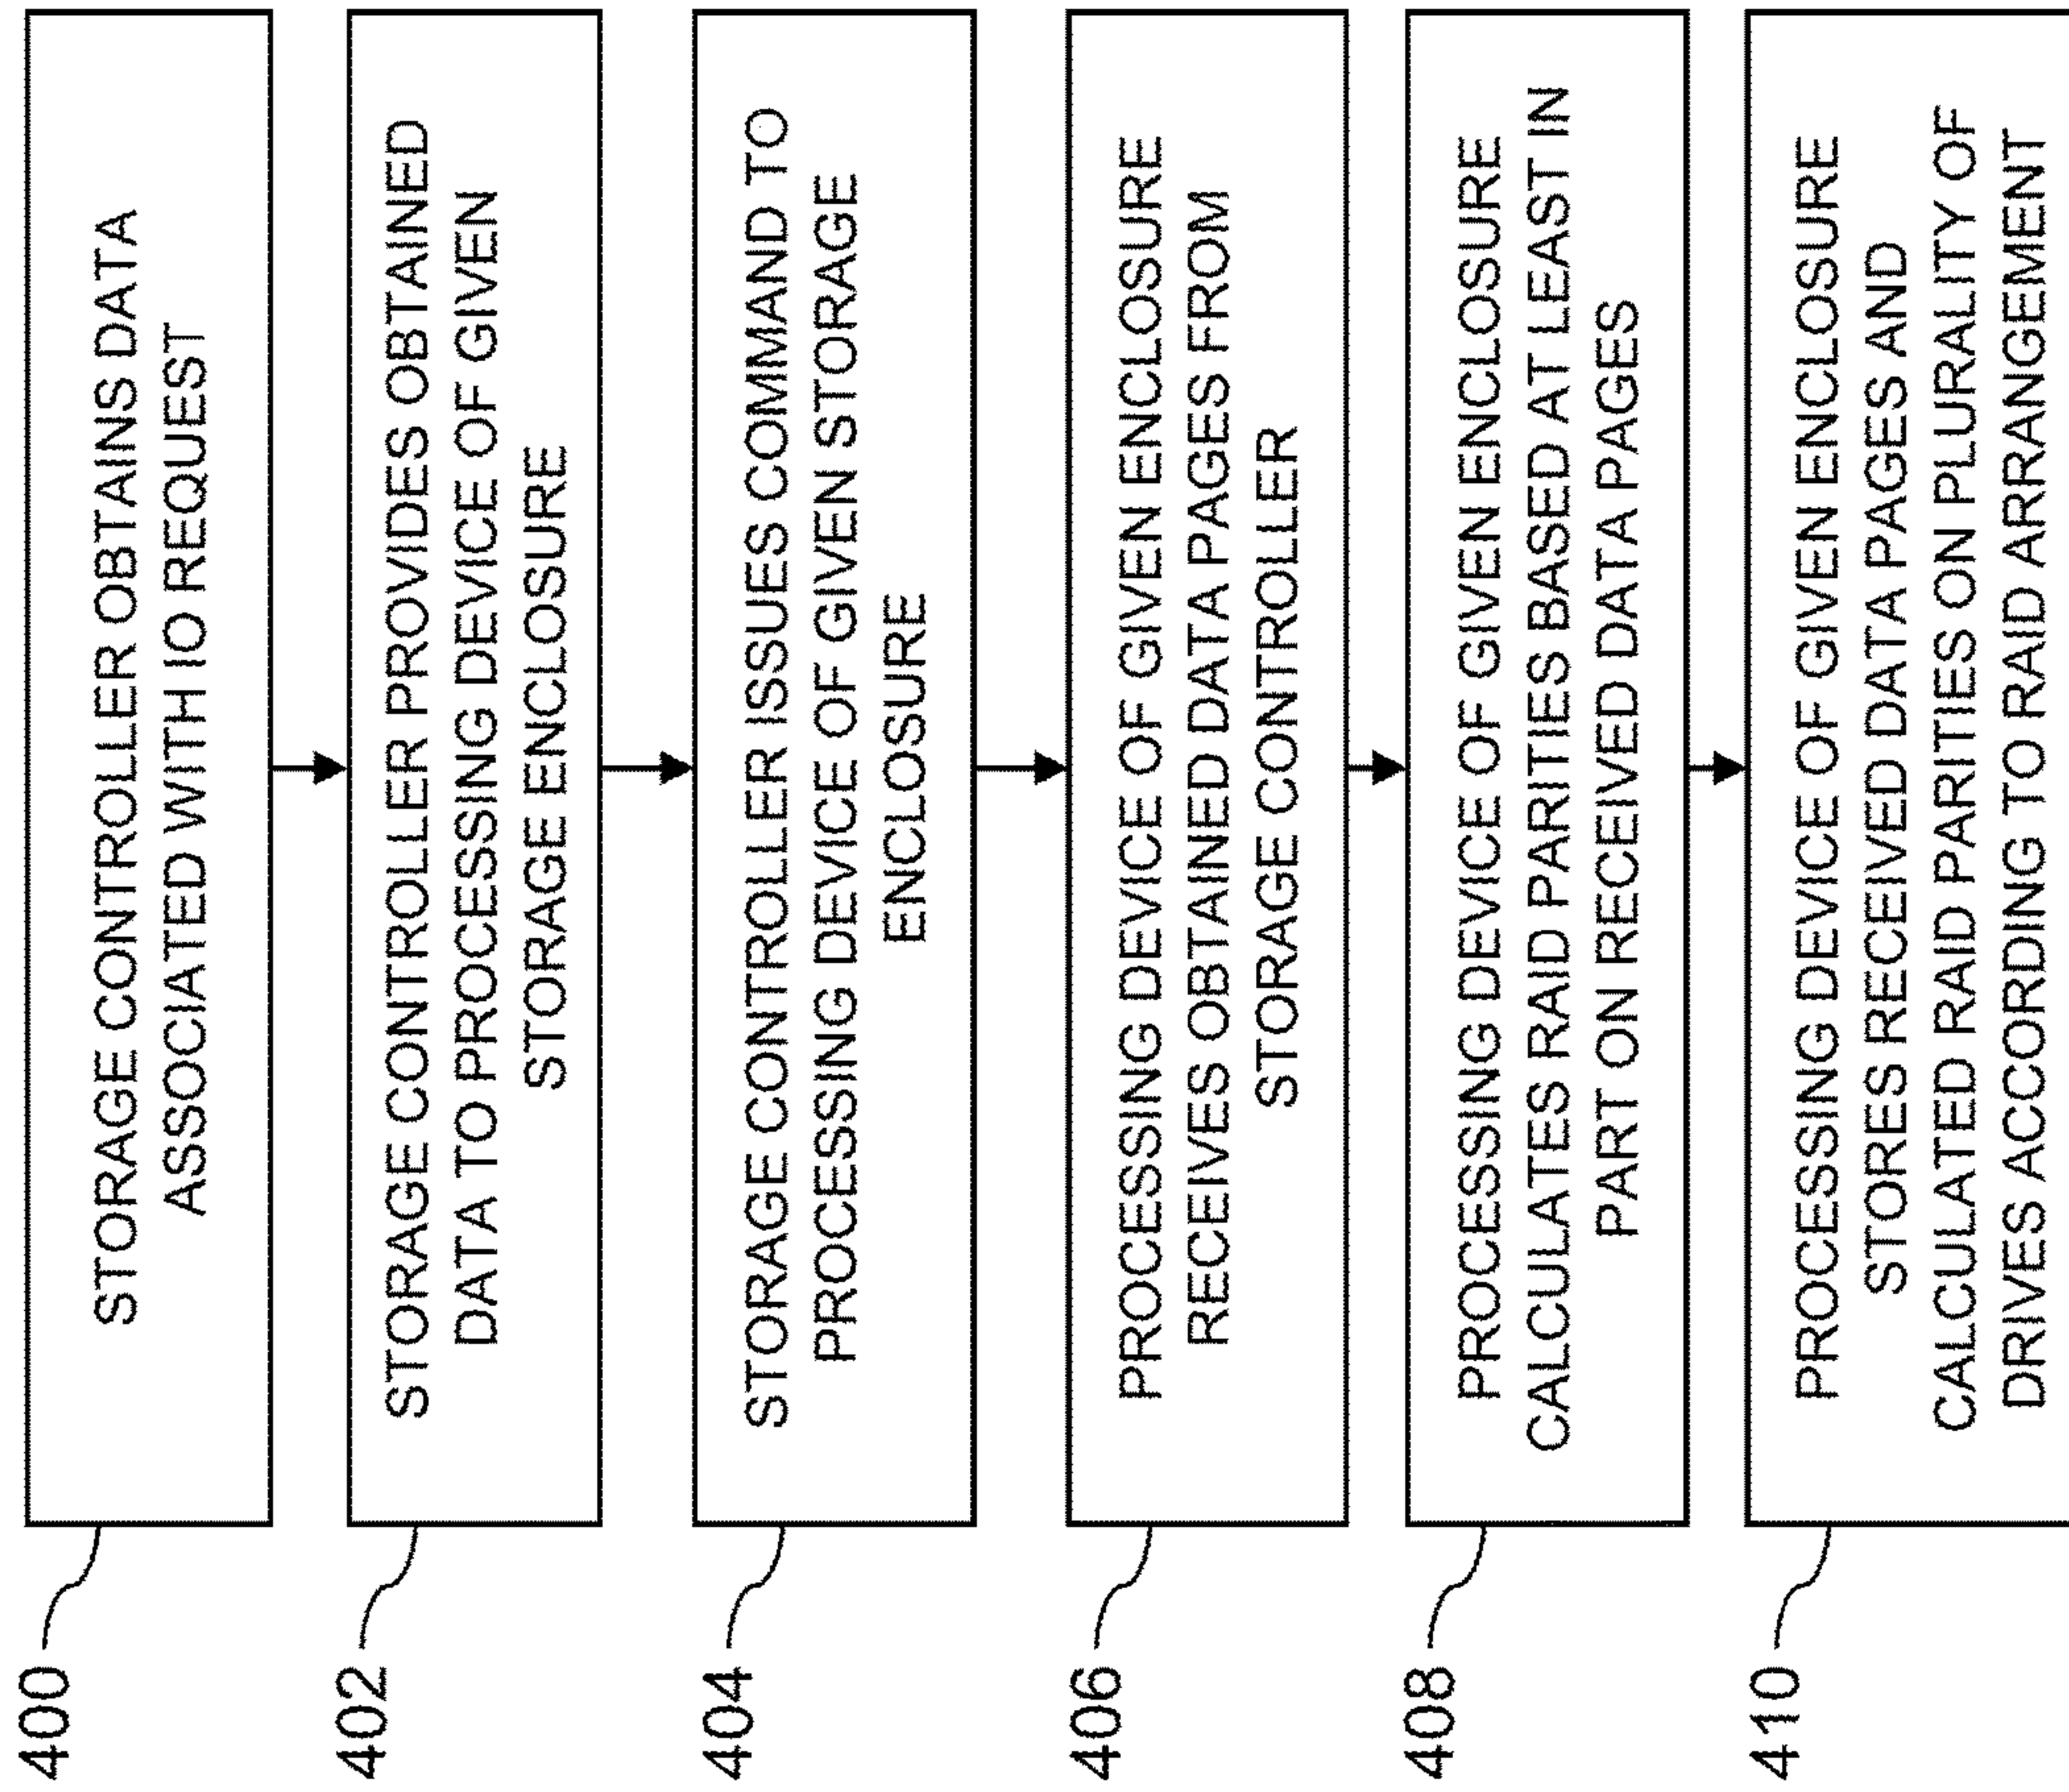 400
STORAGE CONTROLLER OBTAINS DATA
ASSOCIATED WITH IO REQUEST
402
STORAGE CONTROLLER PROVIDES OBTAINED
DATA TO PROCESSING DEVICE OF GIVEN
STORAGE ENCLOSURE
404
STORAGE CONTROLLER ISSUES COMMAND TO
PROCESSING DEVICE OF GIVEN STORAGE
ENCLOSURE
406
PROCESSING DEVICE OF GIVEN ENCLOSURE
RECEIVES OBTAINED DATA PAGES FROM
STORAGE CONTROLLER
408
PROCESSING DEVICE OF GIVEN ENCLOSURE
CALCULATES RAID PARITIES BASED AT LEAST IN
PART ON RECEIVED DATA PAGES
410
PROCESSING DEVICE OF GIVEN ENCLOSURE
STORES RECEIVED DATA PAGES AND
CALCULATED RAID PARITIES ON PLURALITY OF
DRIVES ACCORDING TO RAID ARRANGEMENT